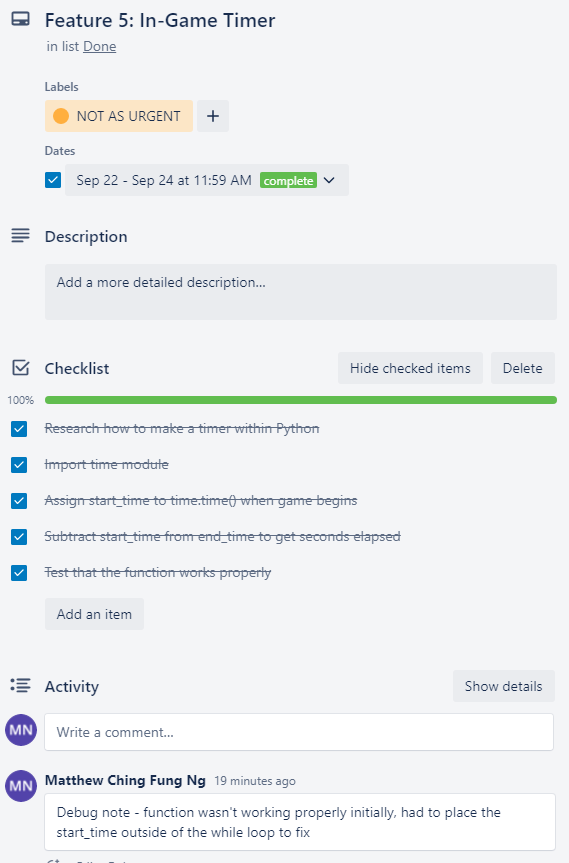 Feature 5: In-Game Timer
in list Done
Labels
NOT AS URGENT
+
Dates
Sep 22 - Sep 24 at 11:59 AM complete
Description
Add a more detailed description...
Checklist
Hide checked items
Delete
100%
Research how to make a timer within Python
Import time module
Assign start_time to time.time() when game begins
Subtract start_time from end_time to get seconds elapsed
Test that the function works properly
Add an item
Activity
Show details
MN
Write a comment...
MN
Matthew Ching Fung Ng 19 minutes ago
Debug note - function wasn't working properly initially, had to place the
start_time outside of the while loop to fix